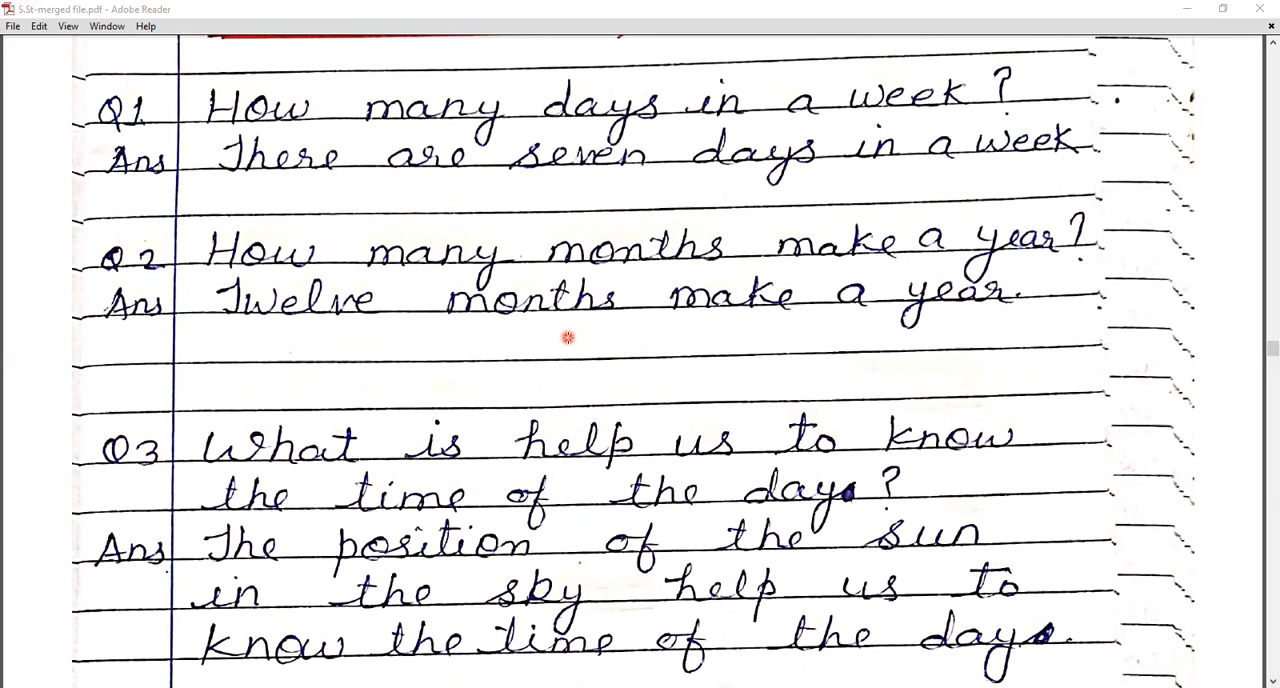 S.St-merged file.pdf - Adobe Reader
File Edit View Window Help
Q1 How many days in a week?
Ans There are seven days in a week.
Q2 How many months make a year?
Ans Twelve months make a year.
Q3 What is help us to know
the time of the day?
Ans The position of the sun
in the sky help us to
know the time of the day.